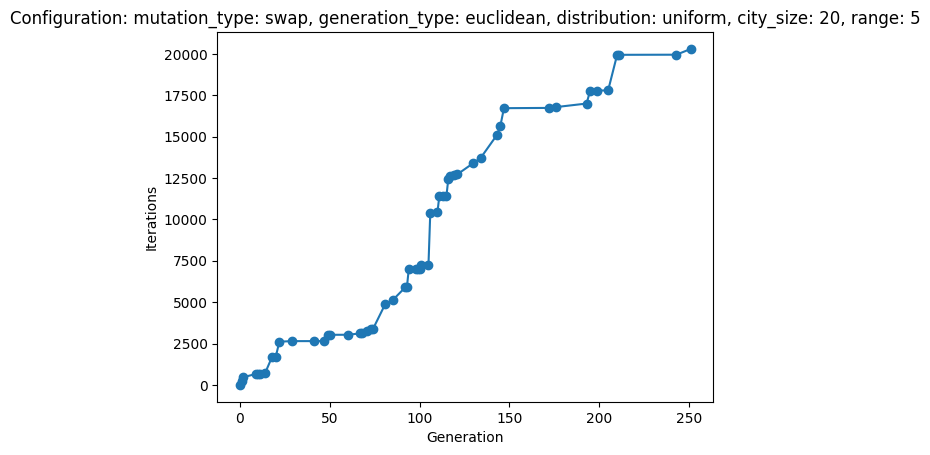 Configuration: mutation_type: swap, generation_type: euclidean, distribution: uniform, city_size: 20, range: 5
20000
17500
15000
12500
10000
7500
5000
2500
0
Iterations
0 50 100 150 200 250
Generation